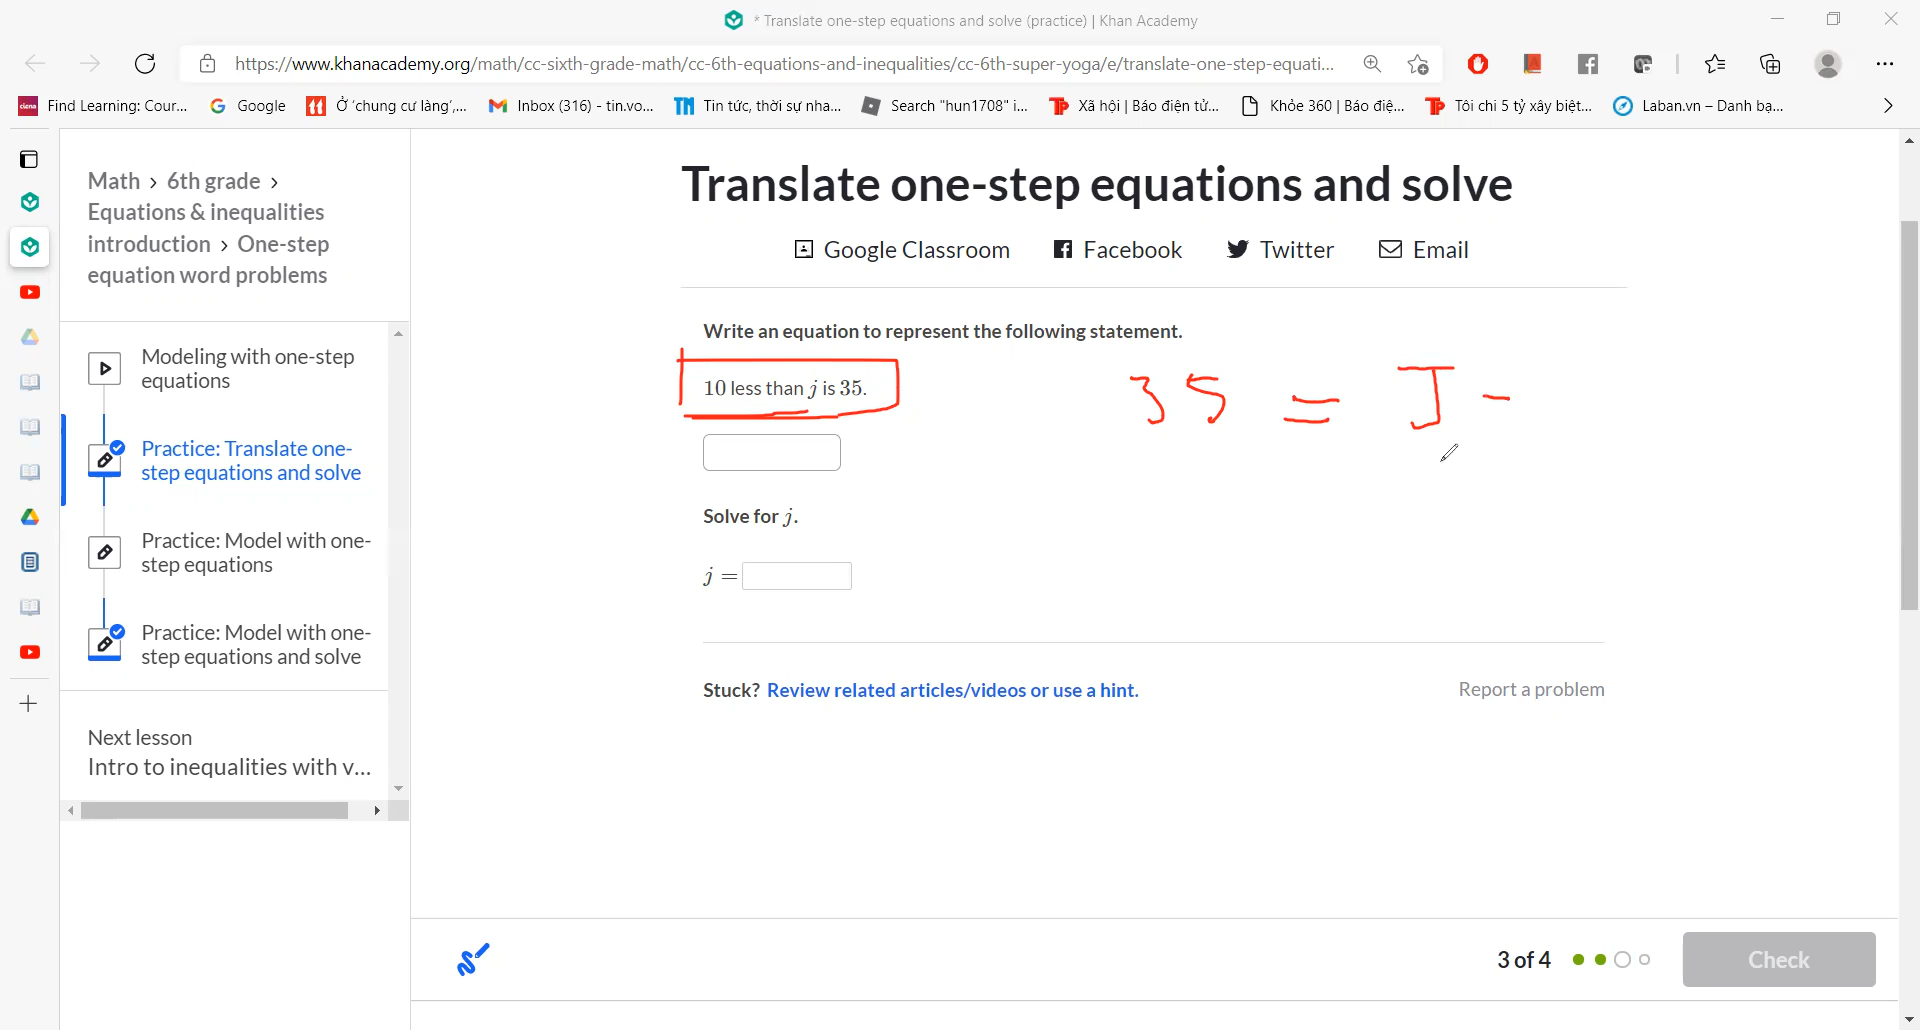 * Translate one-step equations and solve (practice) | Khan Academy
https://www.khanacademy.org/math/cc-sixth-grade-math/cc-6th-equations-and-inequalities/cc-6th-super-yoga/e/translate-one-step-equati...
ciena Find Learning: Cour... Google Ở 'chung cư làng',... Inbox (316) - tin.vo... Tin tức, thời sự nha... Search "hun1708" i... Xã hội | Báo điện tử... Khỏe 360 | Báo điệ... Tôi chi 5 tỷ xây biệt... Laban.vn – Danh bạ...
Math › 6th grade ›
Equations & inequalities
introduction › One-step
equation word problems
Modeling with one-step
equations
Practice: Translate one-
step equations and solve
Practice: Model with one-
step equations
Practice: Model with one-
step equations and solve
Next lesson
Intro to inequalities with v...
Translate one-step equations and solve
Google Classroom Facebook Twitter Email
Write an equation to represent the following statement.
10 less than j is 35.
35 = J -
Solve for j.
j =
Stuck? Review related articles/videos or use a hint.
Report a problem
3 of 4
Check